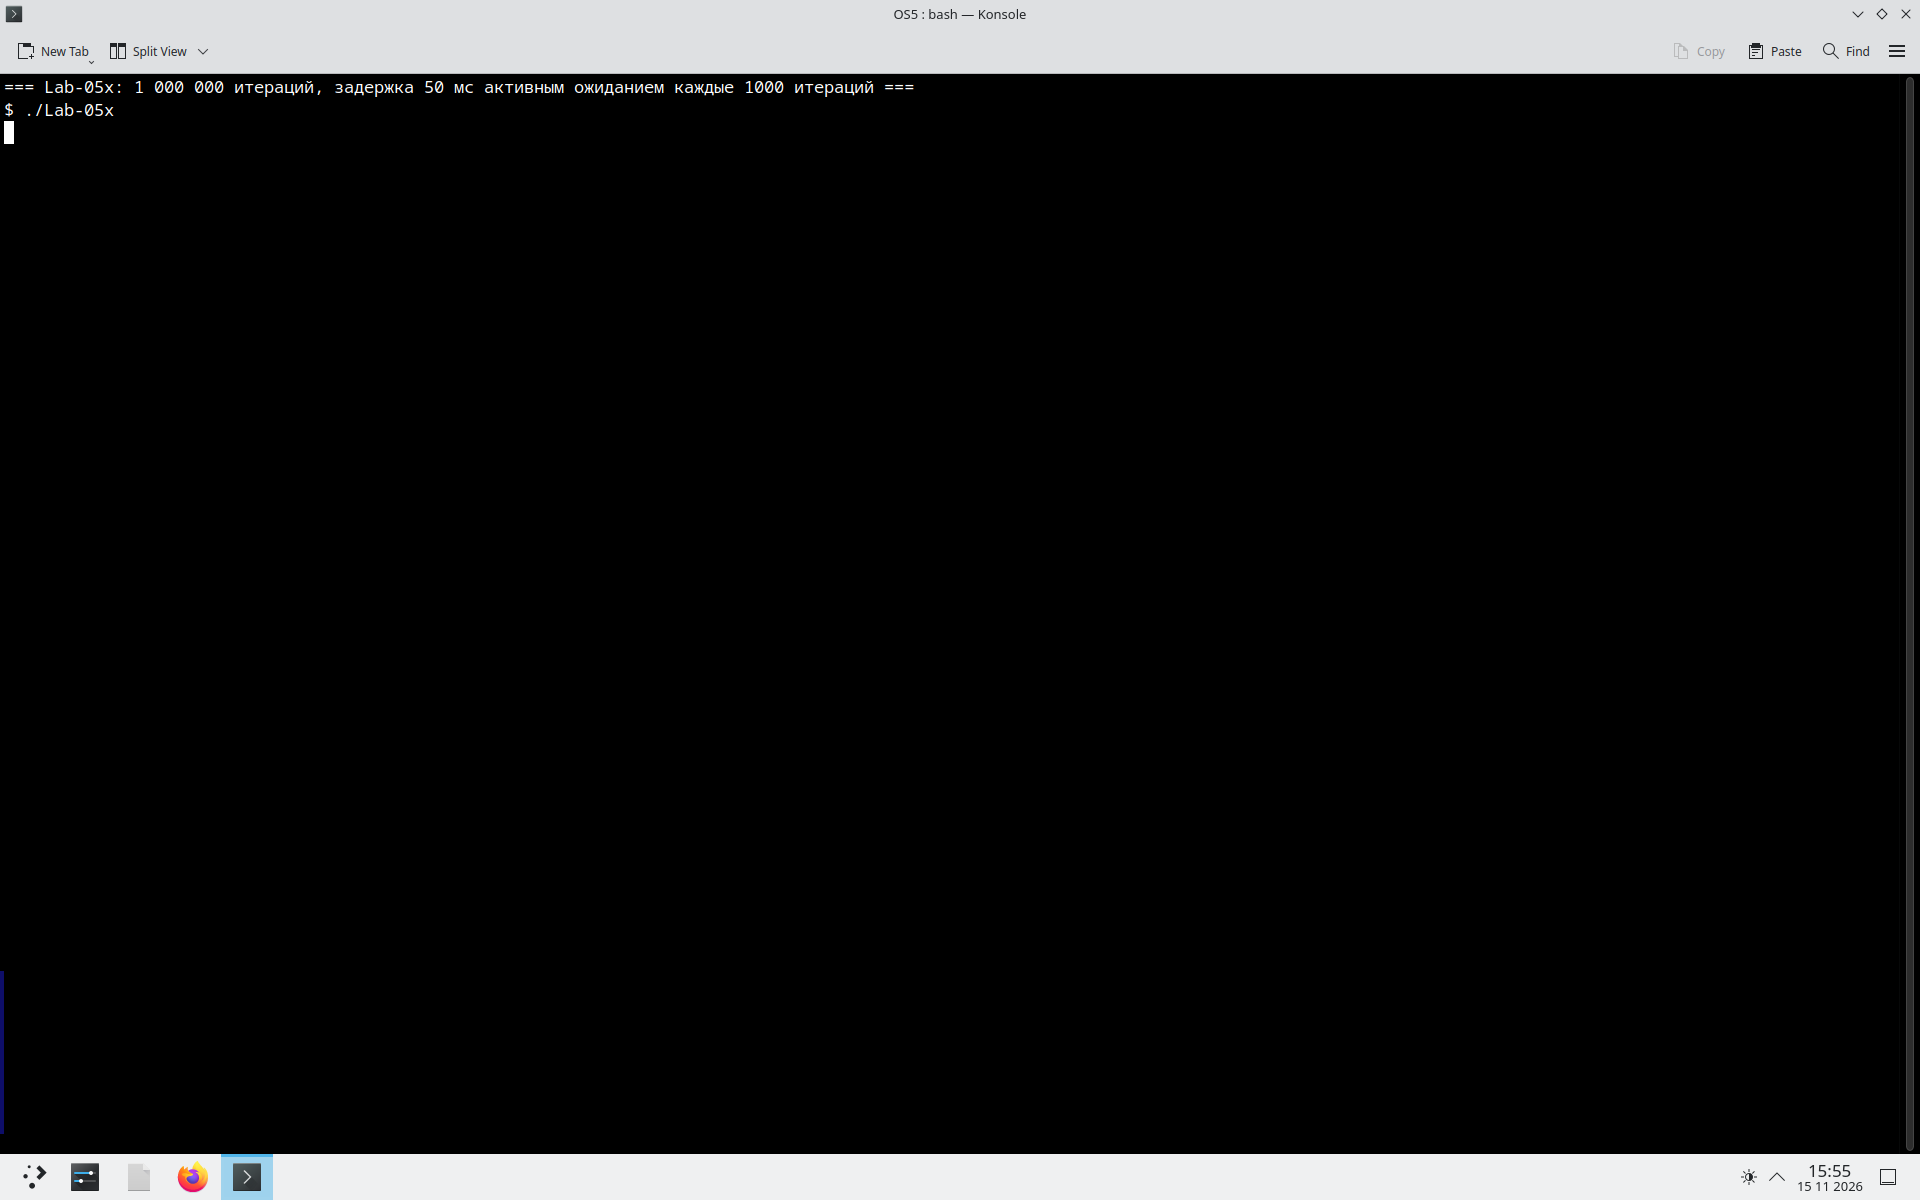 OS5 : bash — Konsole
New Tab
Split View
Copy
Paste
Find
=== Lab-05x: 1 000 000 итераций, задержка 50 мс активным ожиданием каждые 1000 итераций ===
$ ./Lab-05x
15:55
15 11 2026